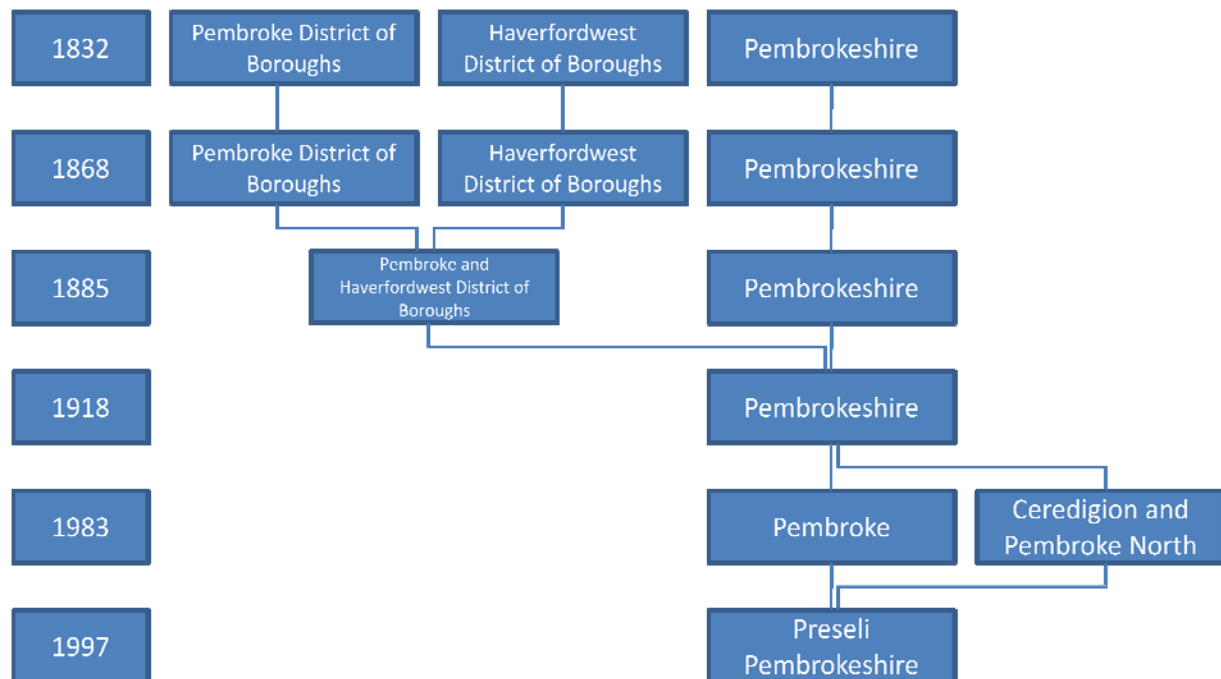 1832
Pembroke District of
Boroughs
Haverfordwest
District of Boroughs
Pembrokeshire
1868
Pembroke District of
Boroughs
Haverfordwest
District of Boroughs
Pembrokeshire
1885
Pembroke and
Haverfordwest District of
Boroughs
Pembrokeshire
1918
Pembrokeshire
1983
Pembroke
Ceredigion and
Pembroke North
1997
Preseli
Pembrokeshire